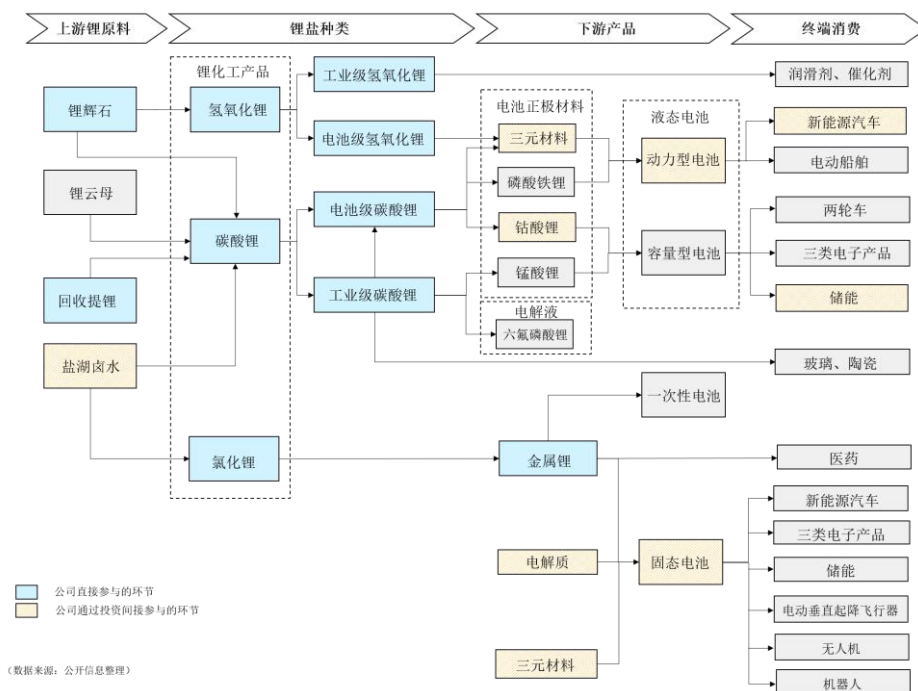 上游锂原料
锂盐种类
下游产品
终端消费
锂化工产品
锂辉石
锂云母
回收提锂
盐湖卤水
氢氧化锂
碳酸锂
氯化锂
工业级氢氧化锂
电池级氢氧化锂
电池级碳酸锂
工业级碳酸锂
电池正极材料
三元材料
磷酸铁锂
钴酸锂
锰酸锂
电解液
六氟磷酸锂
液态电池
动力型电池
容量型电池
润滑剂、催化剂
新能源汽车
电动船舶
两轮车
三类电子产品
储能
玻璃、陶瓷
一次性电池
金属锂
医药
电解质
三元材料
固态电池
新能源汽车
三类电子产品
储能
电动垂直起降飞行器
无人机
机器人
公司直接参与的环节
公司通过投资间接参与的环节
（数据来源：公开信息整理）